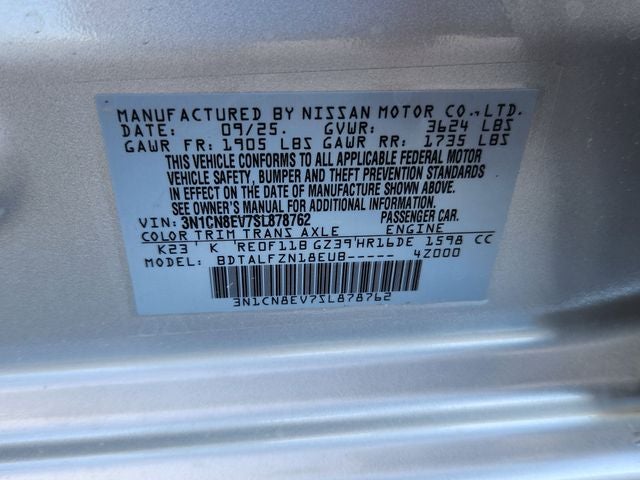 MANUFACTURED BY NISSAN MOTOR CO.,LTD.
DATE: 09/25. GVWR: 3624 LBS
GAWR FR: 1905 LBS GAWR RR: 1735 LBS
THIS VEHICLE CONFORMS TO ALL APPLICABLE FEDERAL MOTOR
VEHICLE SAFETY, BUMPER AND THEFT PREVENTION STANDARDS
IN EFFECT ON THE DATE OF MANUFACTURE SHOWN ABOVE.
SEE OWNER'S MANUAL FOR ADDITIONAL INFORMATION.
VIN: 3N1CN8EV7SL878762 PASSENGER CAR.
COLOR TRIM TRANS AXLE ENGINE
K23' K 'RE0F11B GZ39'HR16DE 1598 CC
MODEL: BDTALFZN18EUB----- 4Z000
3N1CN8EV7SL878762